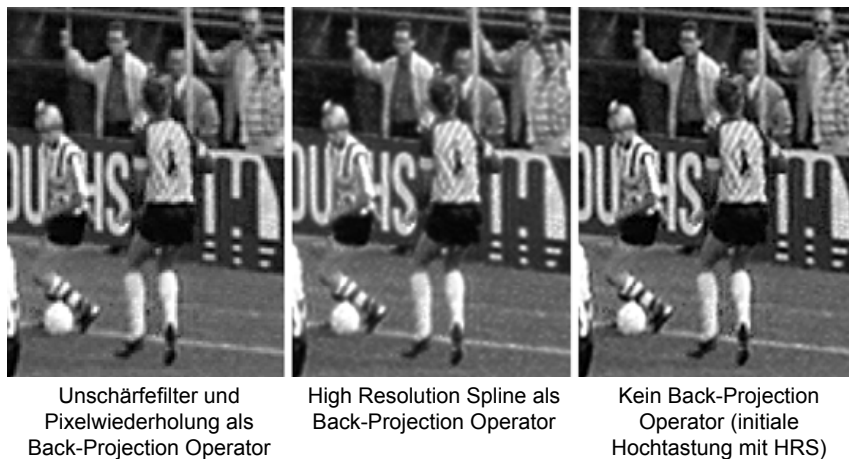 Unschärfefilter und
Pixelwiederholung als
Back-Projection Operator
High Resolution Spline als
Back-Projection Operator
Kein Back-Projection
Operator (initiale
Hochtastung mit HRS)